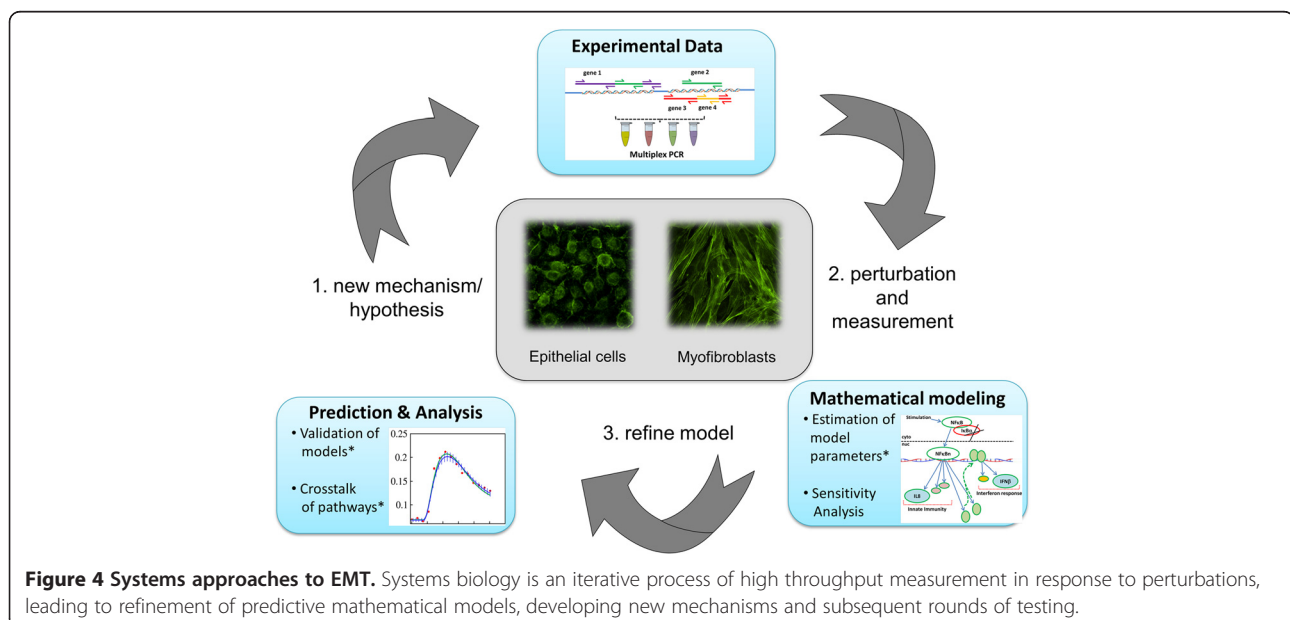 Experimental Data
gene 1
gene 2
gene 3
gene 4
Multiplex PCR
1. new mechanism/
hypothesis
2. perturbation
and
measurement
Epithelial cells
Myofibroblasts
Prediction & Analysis
• Validation of
models*
• Crosstalk
of pathways*
0.25
0.2
0.15
0.1
3. refine model
Mathematical modeling
• Estimation of
model
parameters*
• Sensitivity
Analysis
Stimulation
NFκB
IκBα
cyto
nuc
NFκBn
IL8
IFNβ
Interferon response
Innate Immunity
Figure 4 Systems approaches to EMT. Systems biology is an iterative process of high throughput measurement in response to perturbations,
leading to refinement of predictive mathematical models, developing new mechanisms and subsequent rounds of testing.